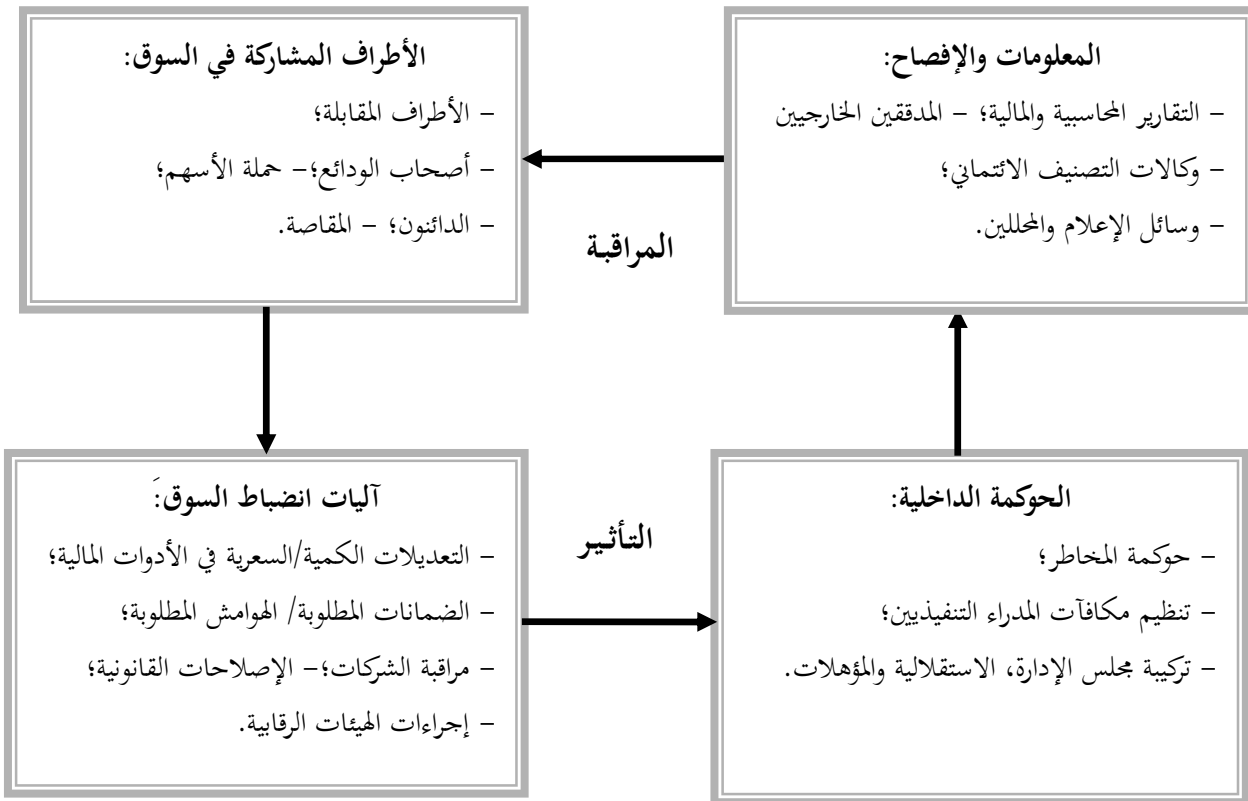 المعلومات والإفصاح:
– التقارير المحاسبية والمالية؛ – المدققين الخارجيين
– وكالات التصنيف الائتماني؛
– وسائل الإعلام والمحللين.
المراقبة
الأطراف المشاركة في السوق:
– الأطراف المقابلة؛
– أصحاب الودائع؛– حملة الأسهم؛
– الدائنون؛ – المقاصة.
آليات انضباط السوق:َ
– التعديلات الكمية/السعرية في الأدوات المالية؛
– الضمانات المطلوبة/ الهوامش المطلوبة؛
– مراقبة الشركات؛– الإصلاحات القانونية؛
– إجراءات الهيئات الرقابية.
التأثير
الحوكمة الداخلية:
– حوكمة المخاطر؛
– تنظيم مكافآت المدراء التنفيذيين؛
– تركيبة مجلس الإدارة، الاستقلالية والمؤهلات.